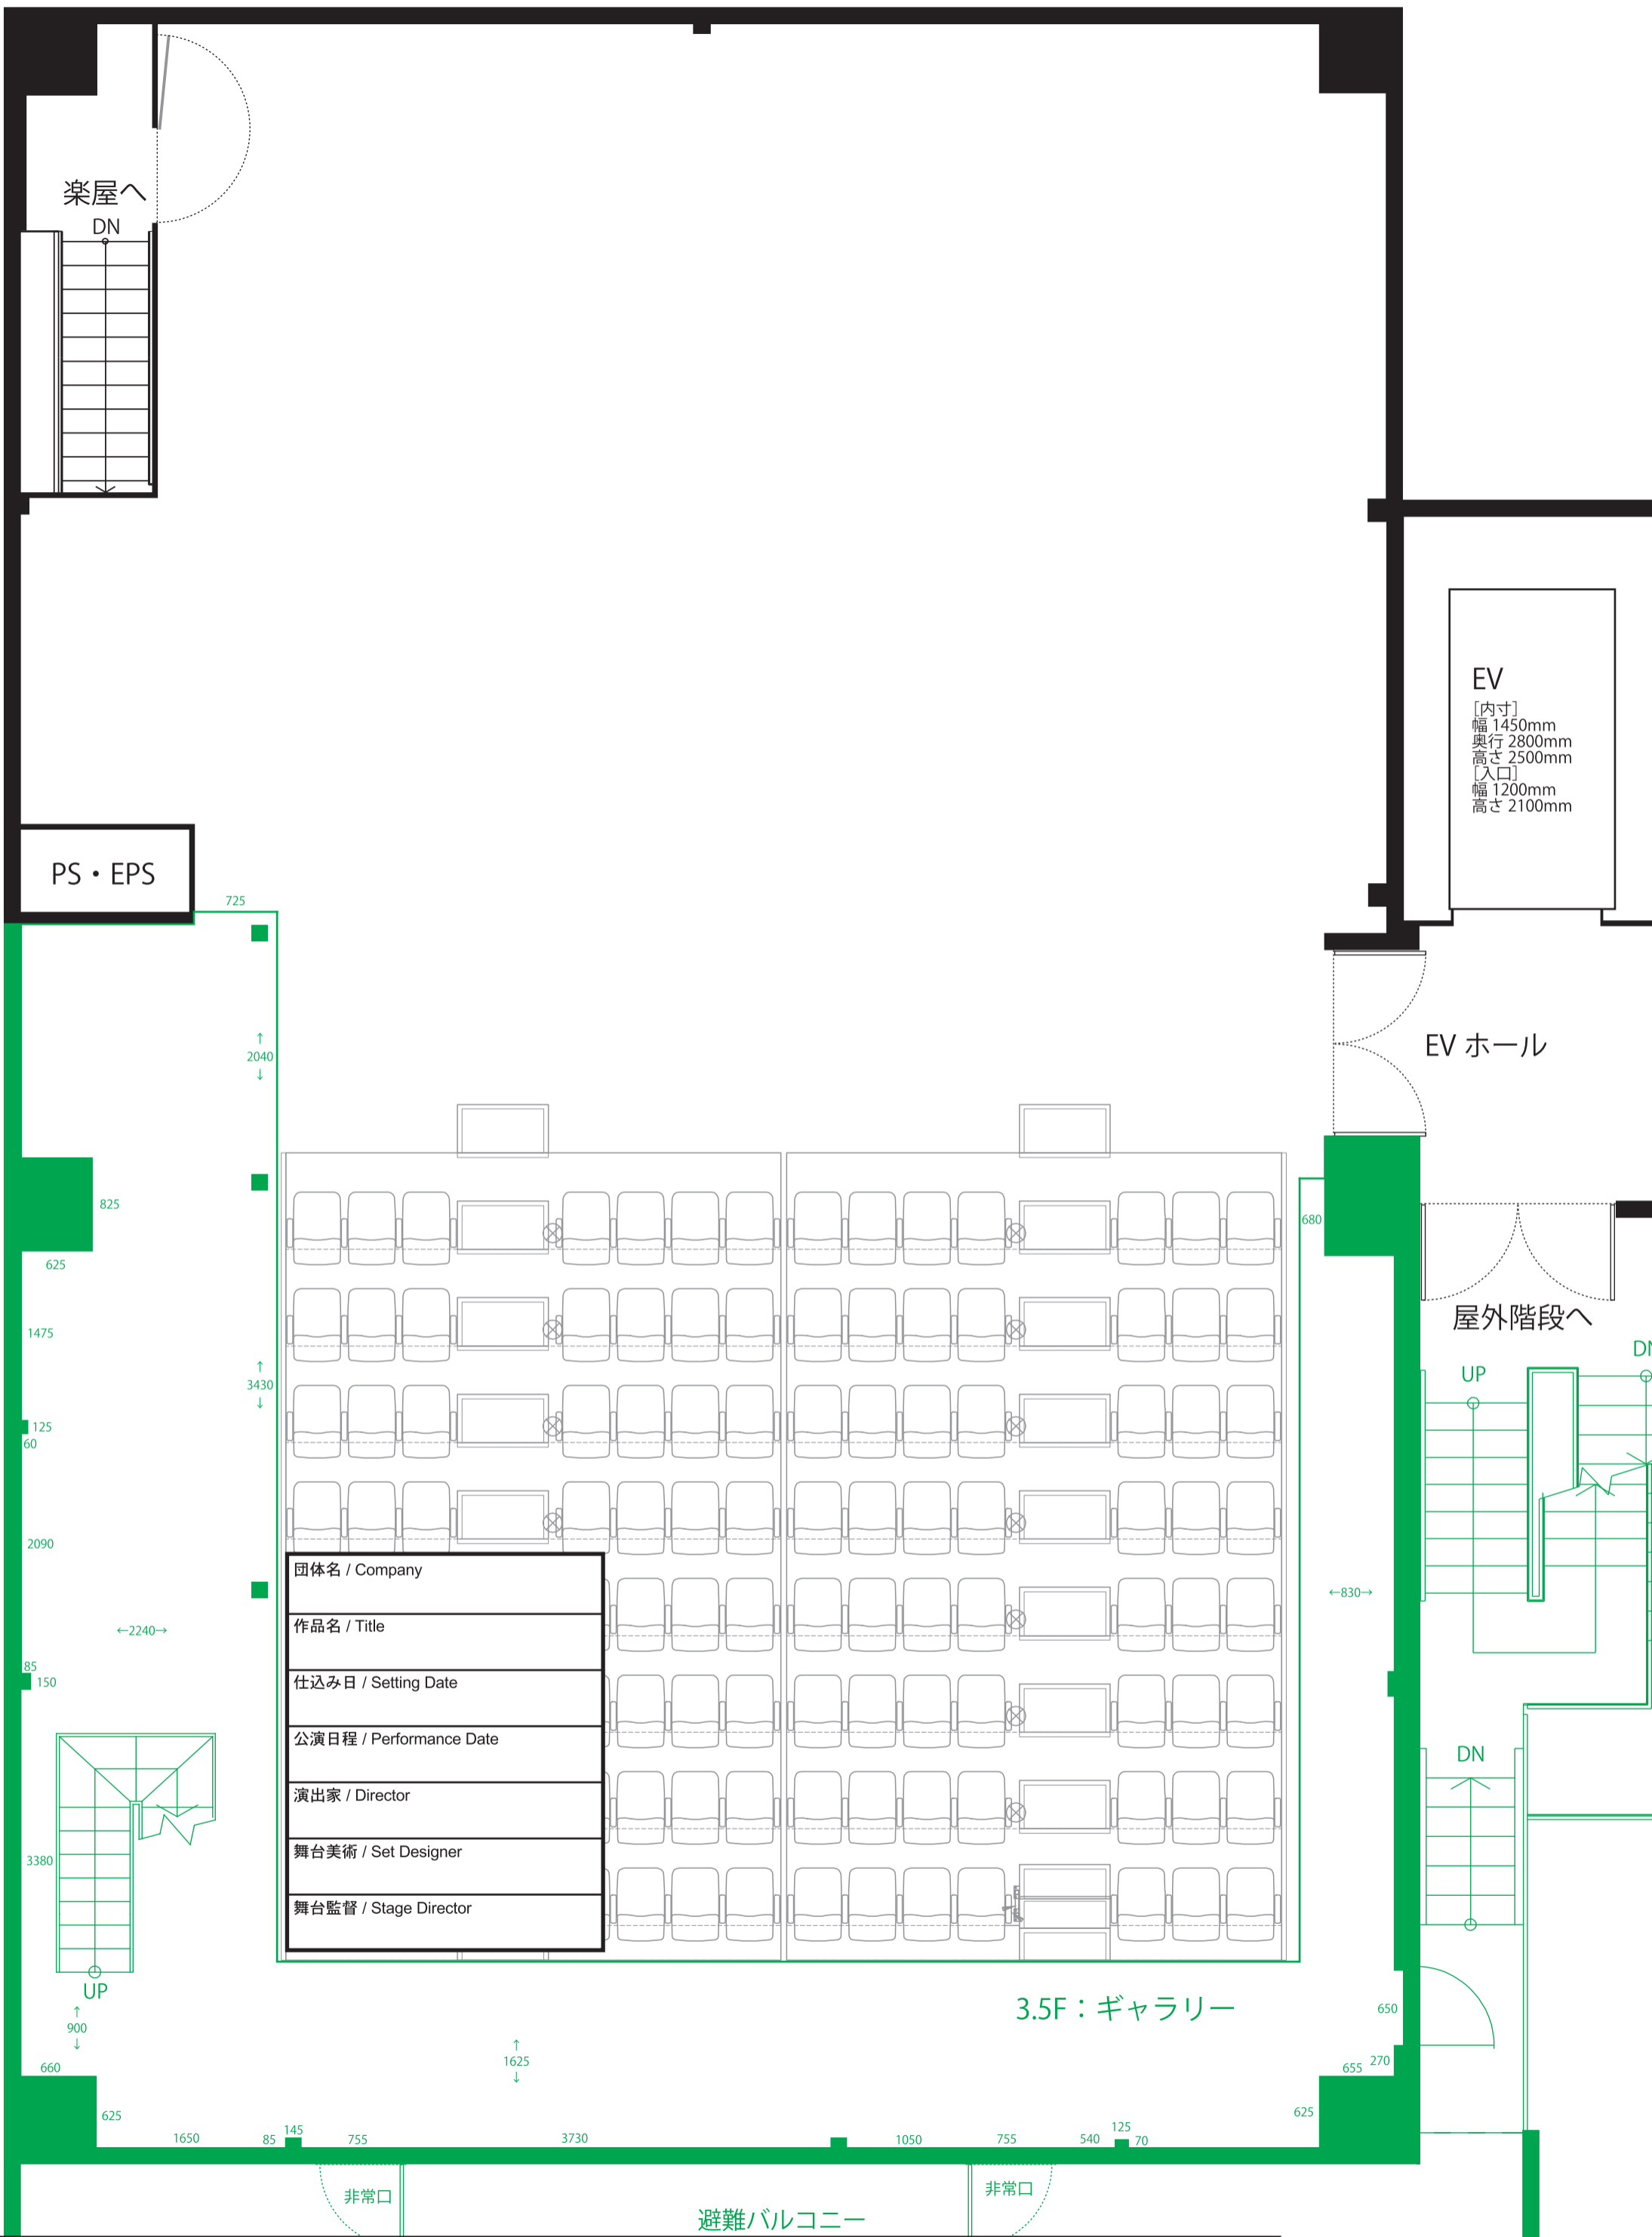 楽屋へ
DN
EV
［内寸］
幅 1450mm
奥行 2800mm
高さ 2500mm
［入口］
幅 1200mm
高さ 2100mm
PS・EPS
725
↑
2040
↓
EV ホール
825
680
625
屋外階段へ
1475
↑
3430
↓
UP
125
60
2090
←830→
←2240→
85
150
団体名 / Company
作品名 / Title
仕込み日 / Setting Date
公演日程 / Performance Date
演出家 / Director
舞台美術 / Set Designer
舞台監督 / Stage Director
DN
3380
UP
↑
900
↓
3.5F：ギャラリー
650
↑
1625
↓
660
655
270
625
625
1650
85
145
755
3730
1050
755
540
125
70
非常口
非常口
避難バルコニー